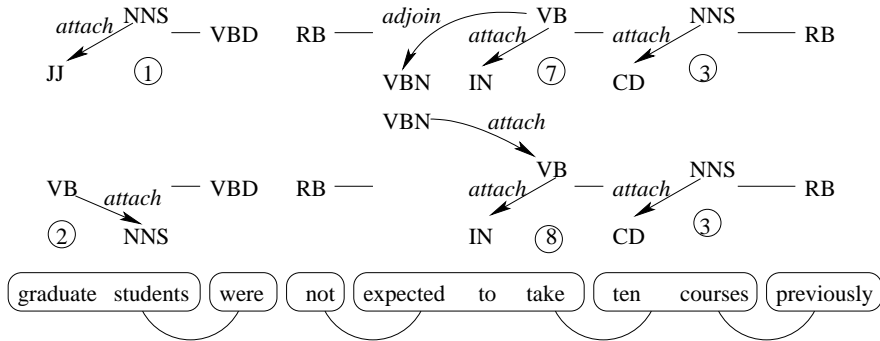 NNS adjoin VB NNS
attach VBD RB attach attach RB
JJ 1 VBN IN 7 CD 3
VBN attach
VB NNS
VB attach VBD RB attach attach RB
2 NNS IN 8 CD 3
graduate students were not expected to take ten courses previously